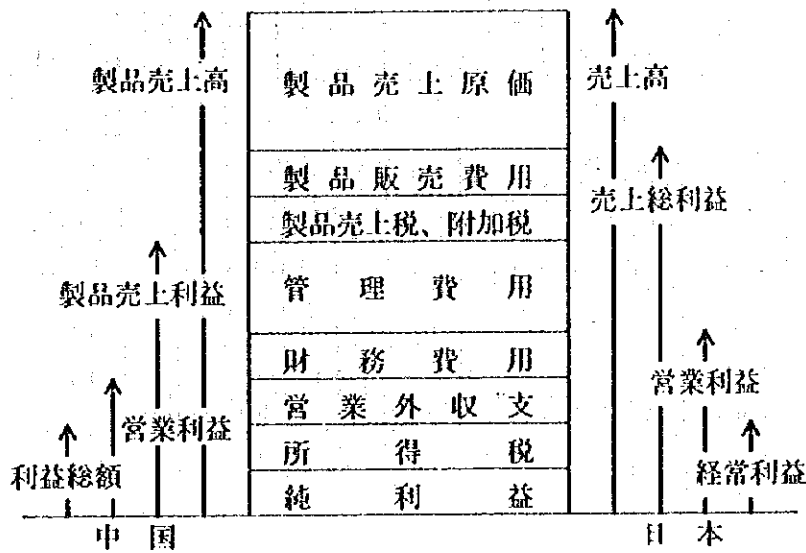 製品売上高
製品売上原価
売上高
製品販売費用
売上総利益
製品売上税、附加税
製品売上利益
管理費用
財務費用
営業利益
営業外収支
営業利益
所得税
利益総額
経常利益
純利益
中国
日本